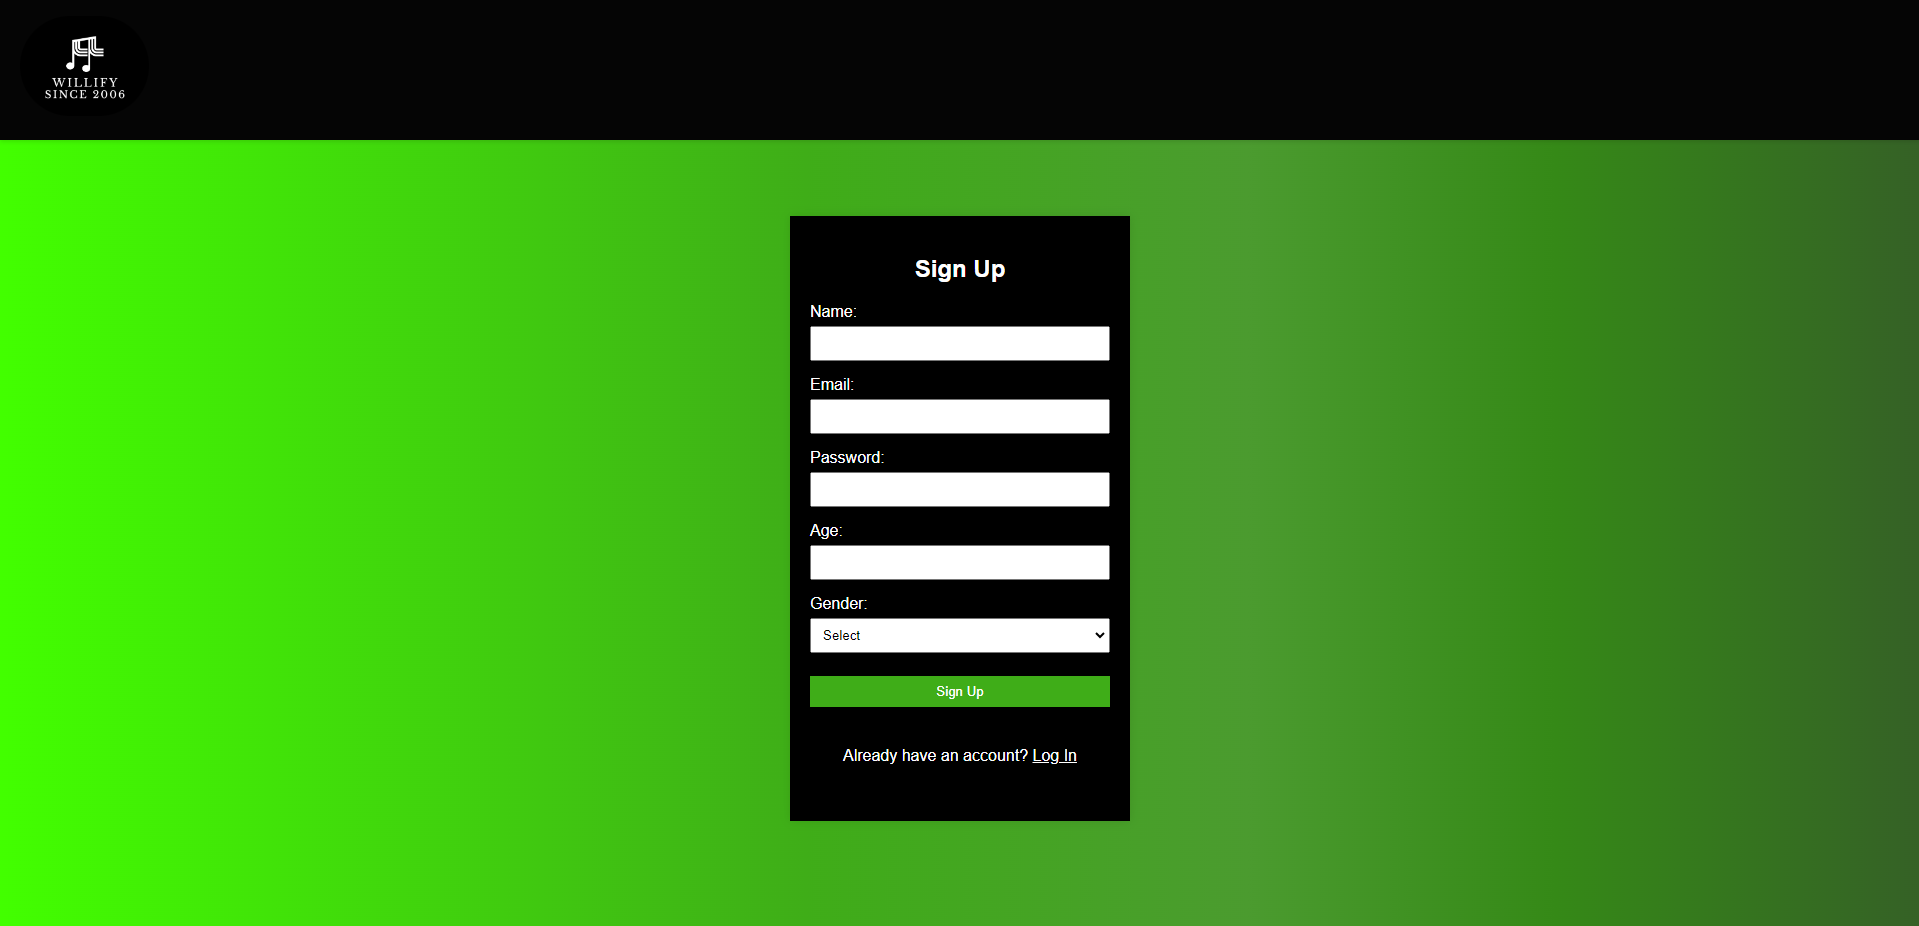 WILLIFY
SINCE 2006
Sign Up
Name:
Email:
Password:
Age:
Gender:
Select
Sign Up
Already have an account? Log In